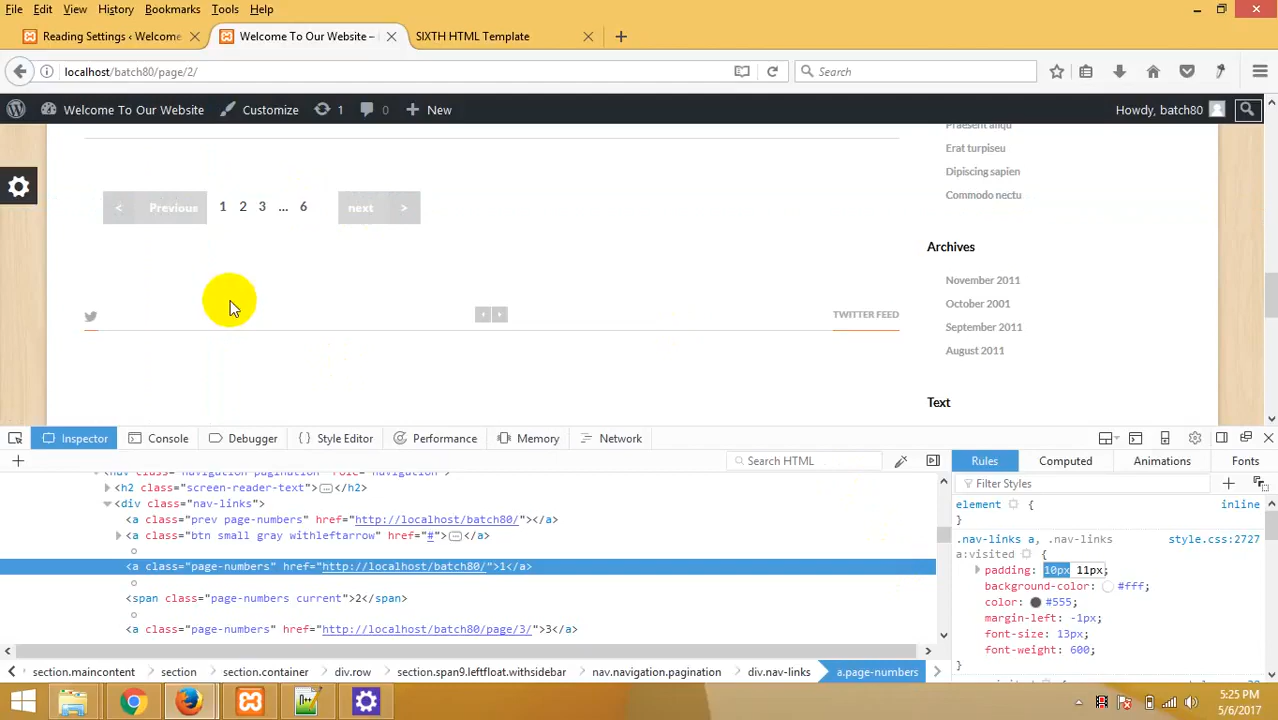 File Edit View History Bookmarks Tools Help
Reading Settings ‹ Welcome
Welcome To Our Website –
SIXTH HTML Template
localhost/batch80/page/2/
Search
Welcome To Our Website
Customize
1
0
New
Howdy, batch80
Praesent aliqu
Erat turpiseu
Dipiscing sapien
Commodo nectu
< Previous 1 2 3 ... 6 next >
Archives
November 2011
October 2001
September 2011
August 2011
TWITTER FEED
Text
Inspector Console Debugger Style Editor Performance Memory Network
+ Search HTML
Rules Computed Animations Fonts
Filter Styles
<nav class="navigation pagination" role="navigation">
<h2 class="screen-reader-text"></h2>
<div class="nav-links">
<a class="prev page-numbers" href="http://localhost/batch80/"></a>
<a class="btn small gray withleftarrow" href="#"></a>
<a class="page-numbers" href="http://localhost/batch80/">1</a>
<span class="page-numbers current">2</span>
<a class="page-numbers" href="http://localhost/batch80/page/3/">3</a>
element { inline
}
.nav-links a, .nav-links style.css:2727
a:visited {
padding: 10px 11px;
background-color: #fff;
color: #555;
margin-left: -1px;
font-size: 13px;
font-weight: 600;
}
section.maincontent section section.container div.row section.span9.leftfloat.withsidebar nav.navigation.pagination div.nav-links a.page-numbers
5:25 PM
5/6/2017